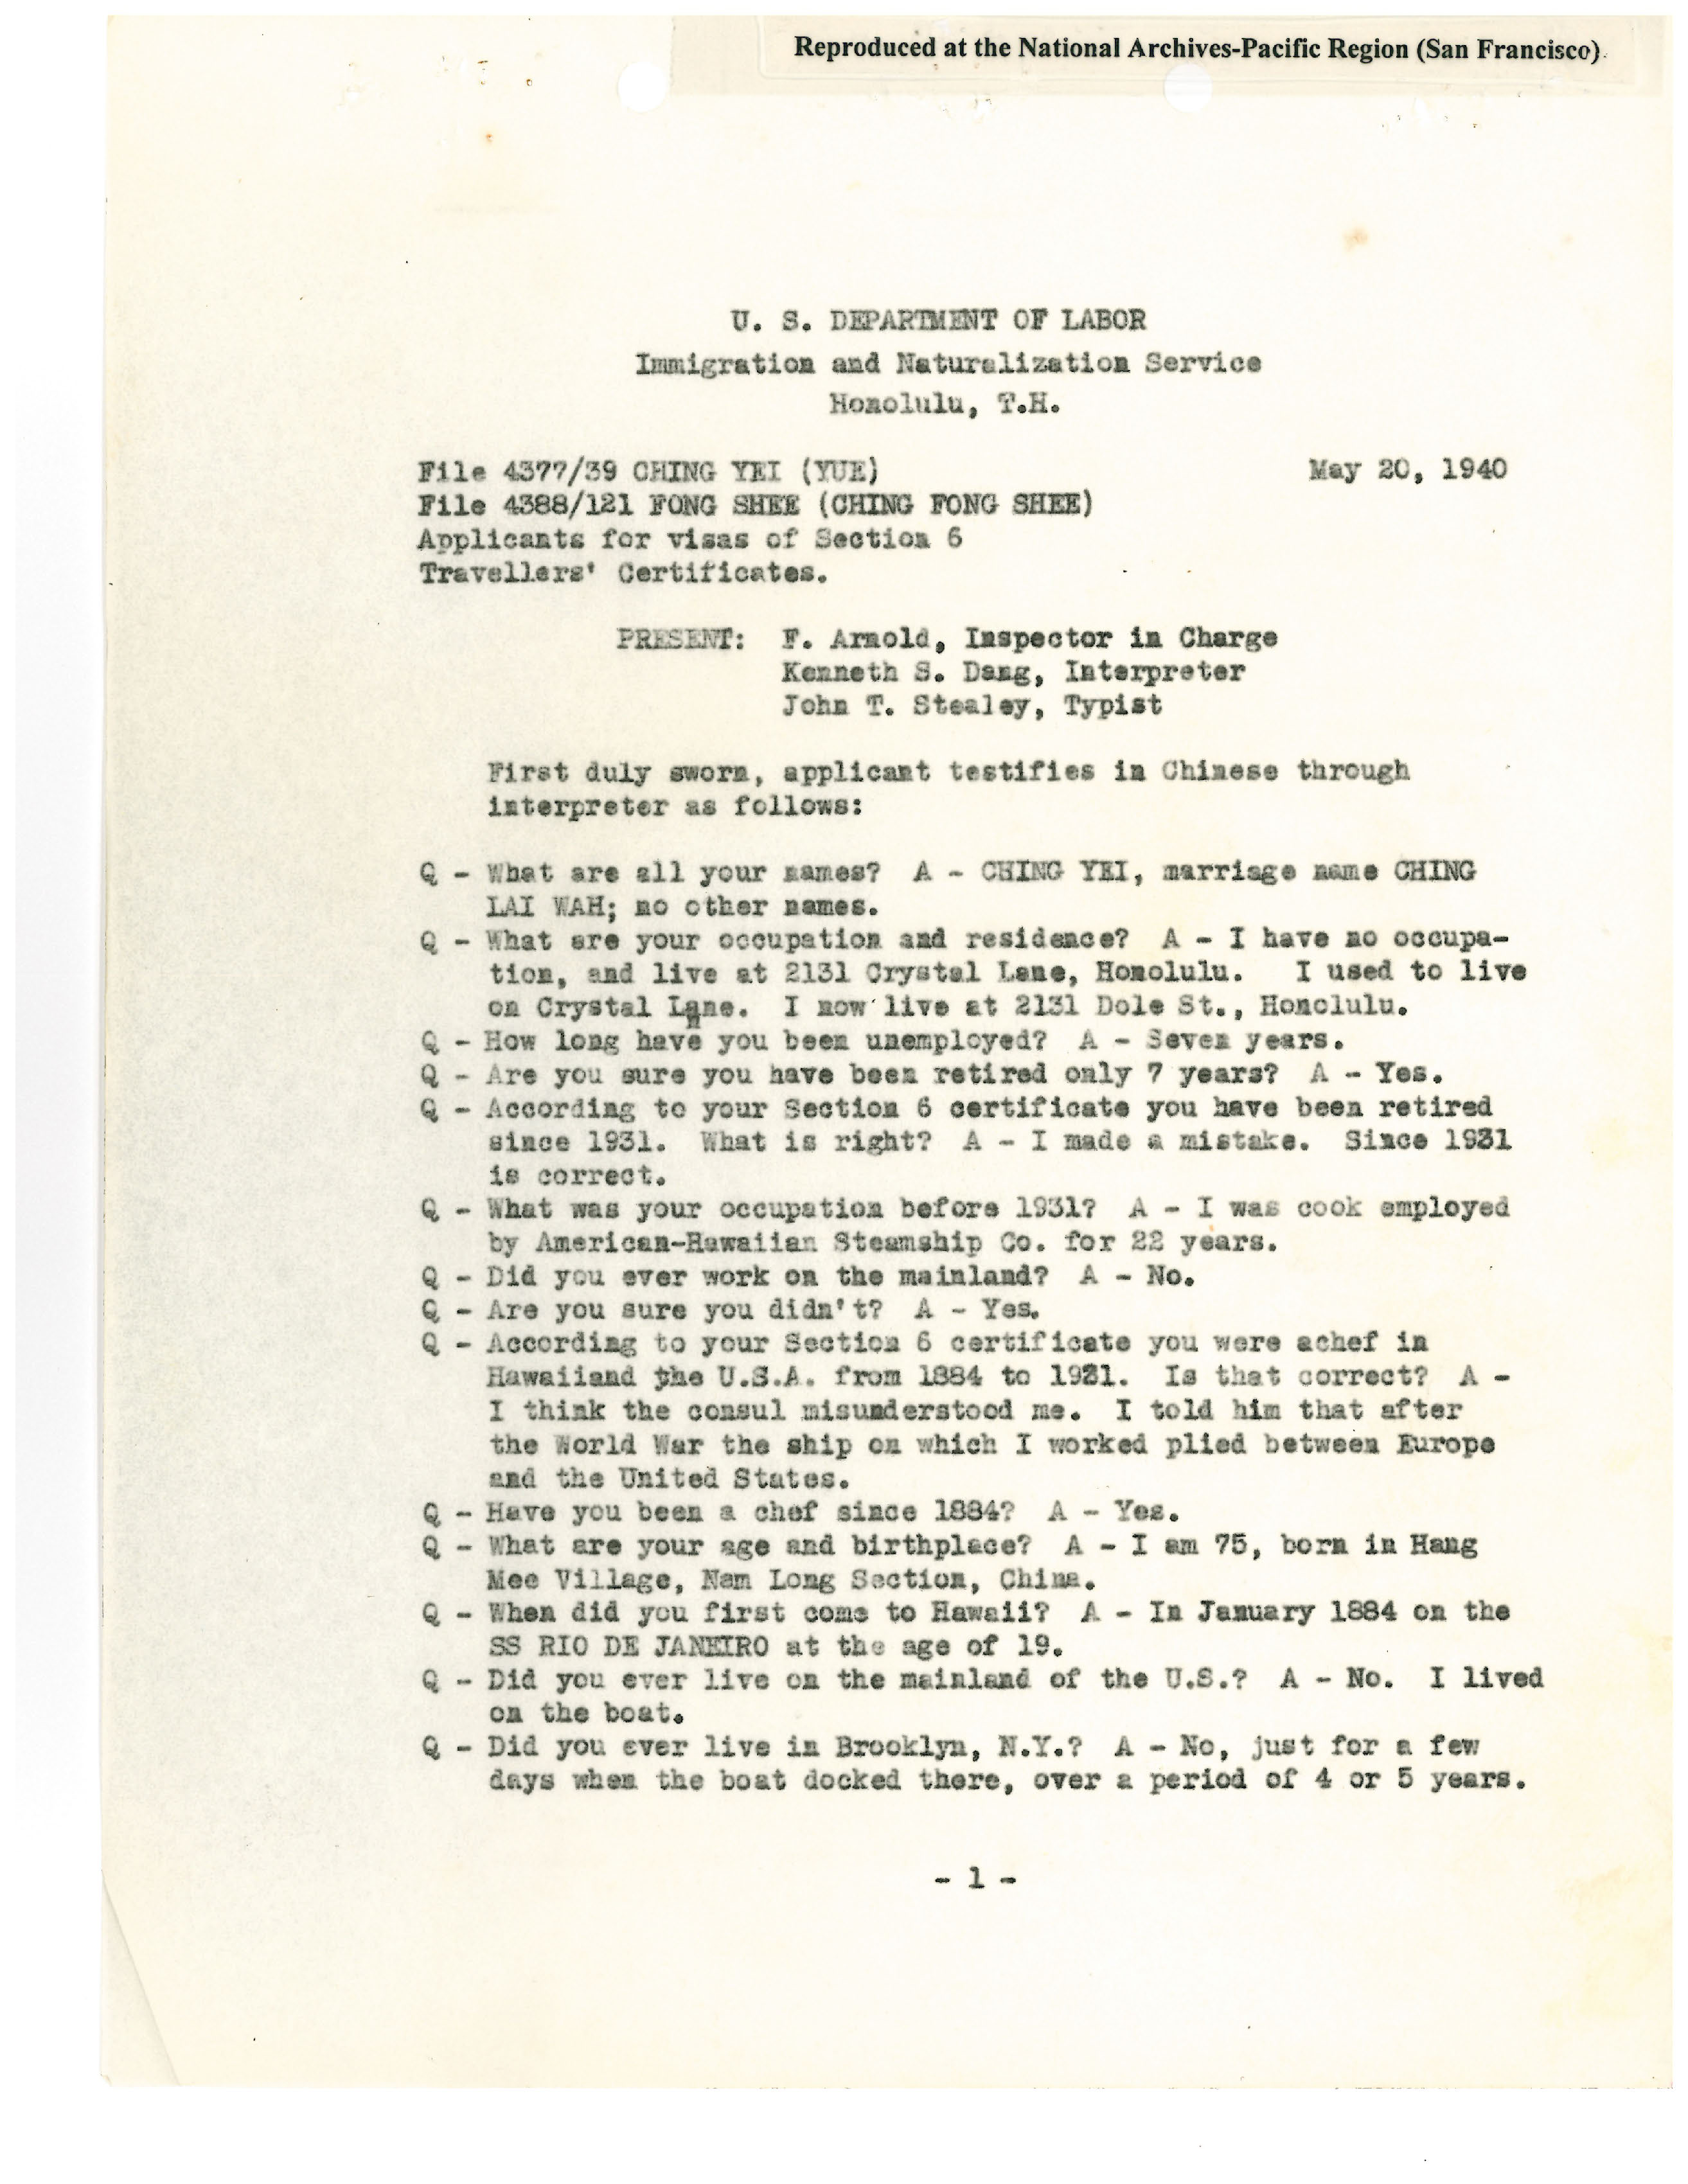 Reproduced at the National Archives-Pacific Region (San Francisco)
U. S. DEPARTMENT OF LABOR
Immigration and Naturalization Service
Honolulu, T.H.
File 4377/39 CHING YEI (YUE) May 20, 1940
File 4388/121 FONG SHEE (CHING FONG SHEE)
Applicants for visas of Section 6
Travellers' Certificates.
PRESENT: F. Arnold, Inspector in Charge
Kenneth S. Dang, Interpreter
John T. Stealey, Typist
First duly sworn, applicant testifies in Chinese through
interpreter as follows:
Q - What are all your names? A - CHING YEI, marriage name CHING
LAI WAH; no other names.
Q - What are your occupation and residence? A - I have no occupa-
tion, and live at 2131 Crystal Lane, Honolulu. I used to live
on Crystal Lane. I now live at 2131 Dole St., Honolulu.
Q - How long have you been unemployed? A - Seven years.
Q - Are you sure you have been retired only 7 years? A - Yes.
Q - According to your Section 6 certificate you have been retired
since 1931. What is right? A - I made a mistake. Since 1931
is correct.
Q - What was your occupation before 1931? A - I was cook employed
by American-Hawaiian Steamship Co. for 22 years.
Q - Did you ever work on the mainland? A - No.
Q - Are you sure you didn't? A - Yes.
Q - According to your Section 6 certificate you were achef in
Hawaiiand the U.S.A. from 1884 to 1931. Is that correct? A -
I think the consul misunderstood me. I told him that after
the World War the ship on which I worked plied between Europe
and the United States.
Q - Have you been a chef since 1884? A - Yes.
Q - What are your age and birthplace? A - I am 75, born in Hang
Mee Village, Nam Long Section, China.
Q - When did you first come to Hawaii? A - In January 1884 on the
SS RIO DE JANEIRO at the age of 19.
Q - Did you ever live on the mainland of the U.S.? A - No. I lived
on the boat.
Q - Did you ever live in Brooklyn, N.Y.? A - No, just for a few
days when the boat docked there, over a period of 4 or 5 years.
- 1 -